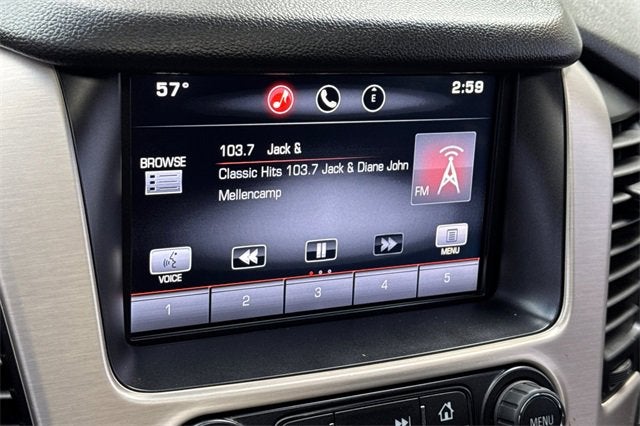 57°
E
2:59
103.7 Jack &
BROWSE
Classic Hits 103.7 Jack & Diane John
Mellencamp
FM
VOICE
MENU
1 2 3 4 5
MENU